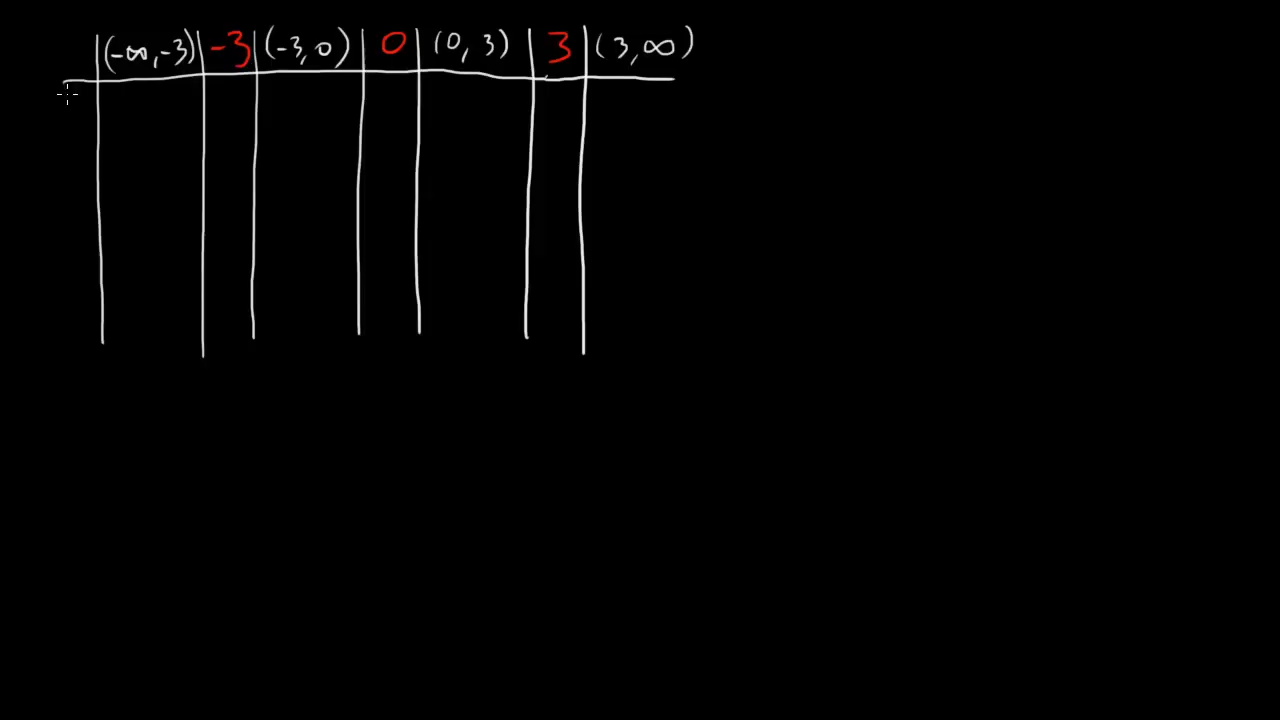 (-∞,-3) -3 (-3,0) 0 (0,3) 3 (3,∞)